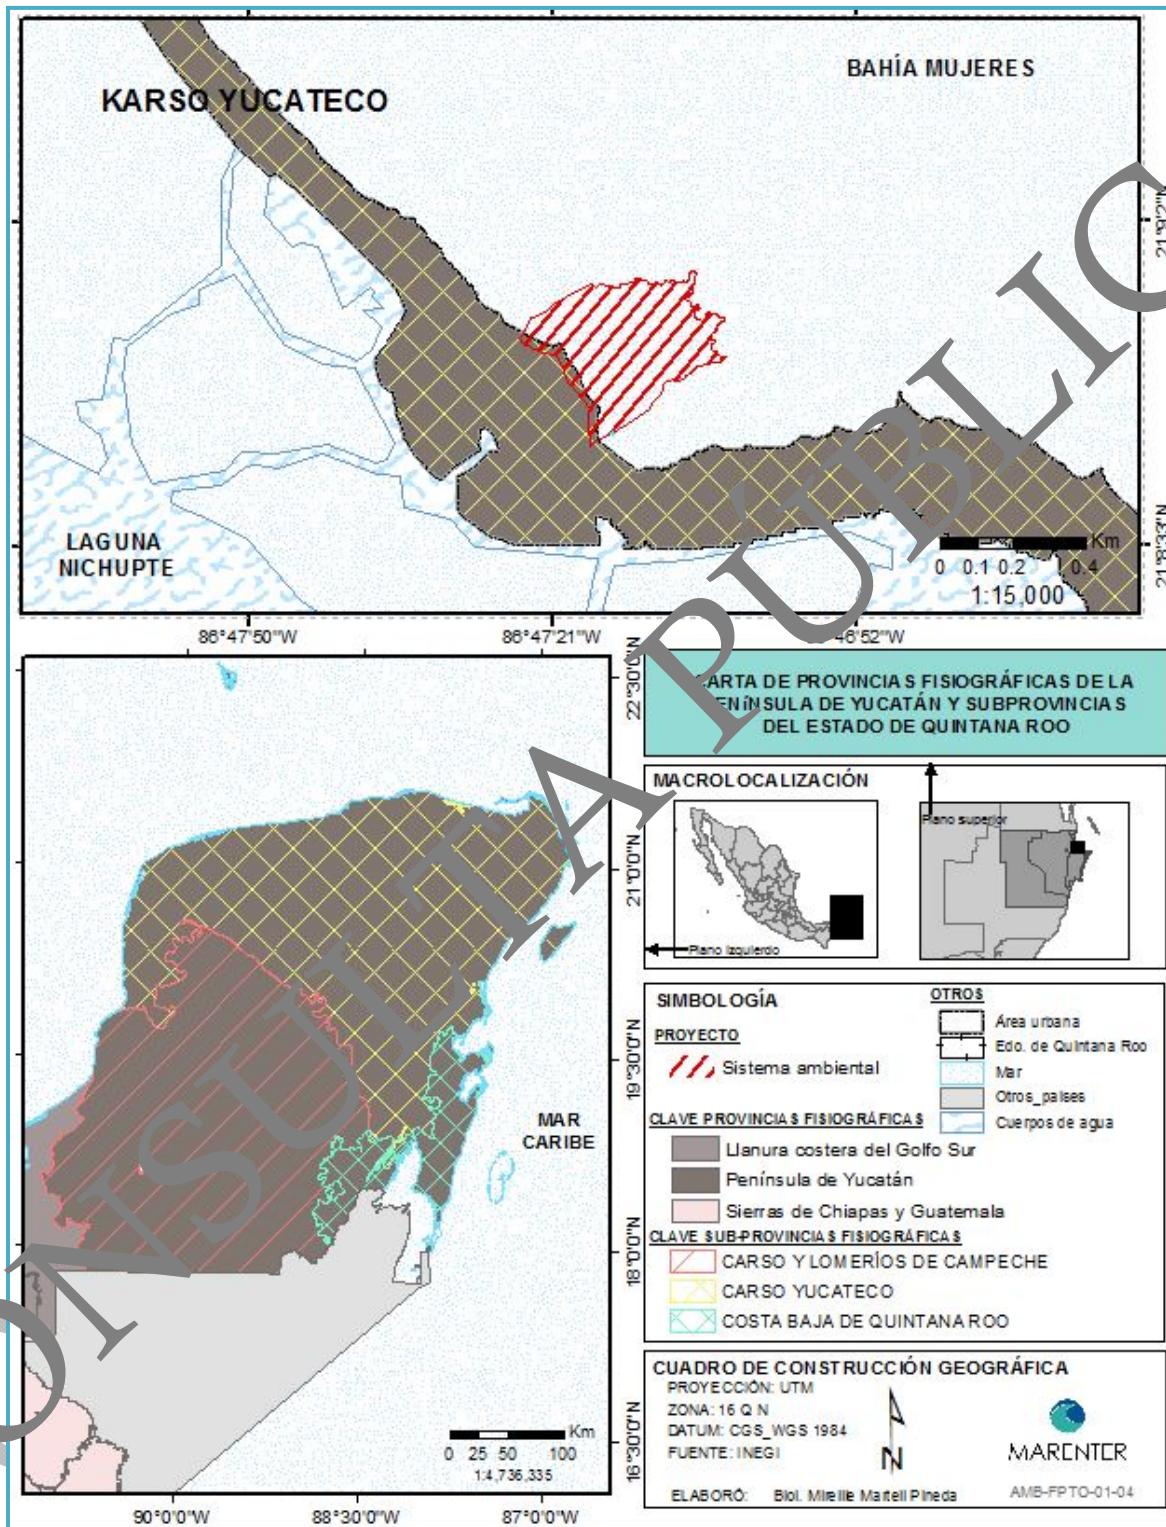 BAHÍA MUJERES
KARSO YUCATECO
LAGUNA
NICHUPTE
Km
0 0.1 0.2 0.4
1:15,000
86°47'50"W 86°47'21"W 46'52"W
CARTA DE PROVINCIAS FISIOGRÁFICAS DE LA
PENÍNSULA DE YUCATÁN Y SUBPROVINCIAS
DEL ESTADO DE QUINTANA ROO
MACROLOCALIZACIÓN
Plano superior
Plano izquierdo
22°30'0"N
21°0'0"N
19°30'0"N
18°0'0"N
16°30'0"N
MAR
CARIBE
SIMBOLOGÍA
PROYECTO
Sistema ambiental
OTROS
Área urbana
Edo. de Quintana Roo
Mar
Otros_países
Cuerpos de agua
CLAVE PROVINCIAS FISIOGRÁFICAS
Llanura costera del Golfo Sur
Península de Yucatán
Sierras de Chiapas y Guatemala
CLAVE SUB-PROVINCIAS FISIOGRÁFICAS
CARSO Y LOMERÍOS DE CAMPECHE
CARSO YUCATECO
COSTA BAJA DE QUINTANA ROO
CUADRO DE CONSTRUCCIÓN GEOGRÁFICA
PROYECCIÓN: UTM
ZONA: 16 Q N
DATUM: CGS_WGS 1984
FUENTE: INEGI
N
MARENTER
ELABORÓ: Biol. Mireille Martell Pineda
AMB-FPTO-01-04
Km
0 25 50 100
1:4,736,335
90°0'0"W 88°30'0"W 87°0'0"W
ONSULTA PÚBLIC